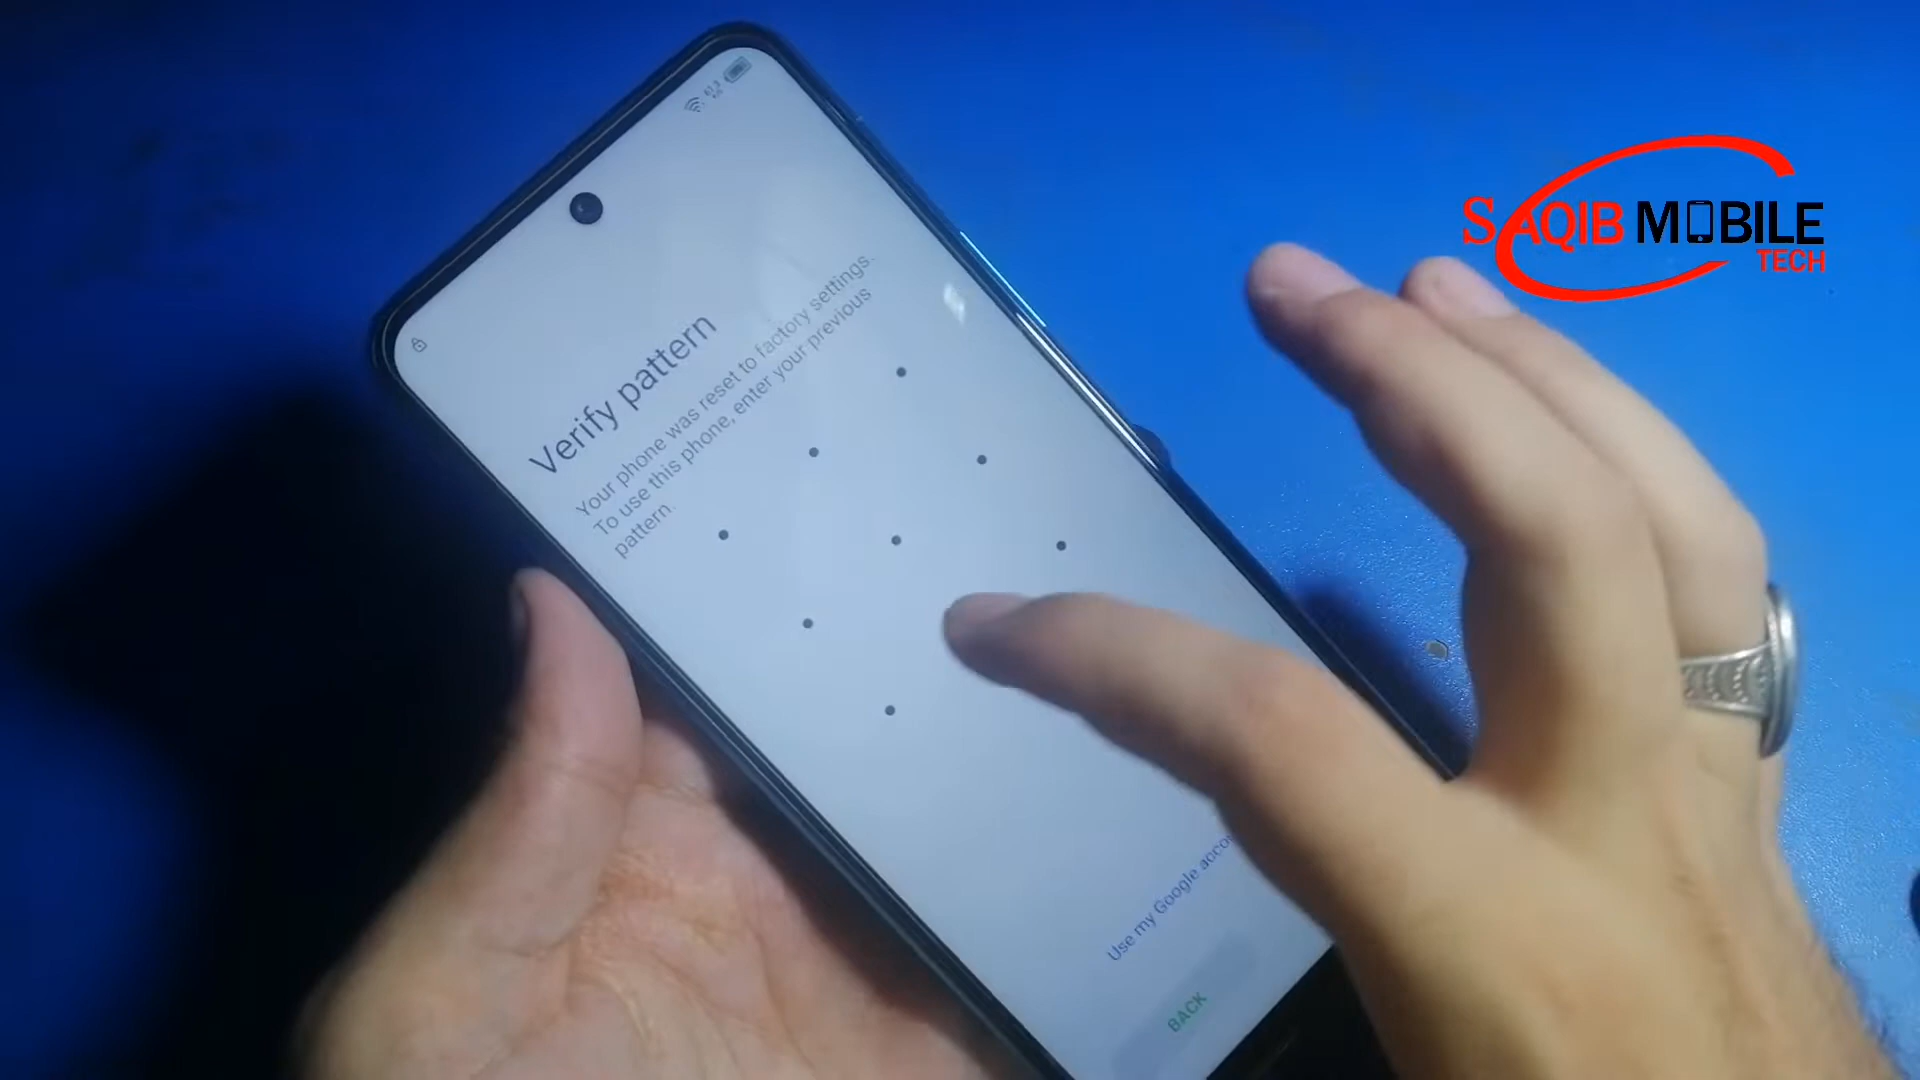 SAQIB MOBILE
TECH
Verify pattern
Your phone was reset to factory settings.
To use this phone, enter your previous
pattern.
Use my Google
BACK